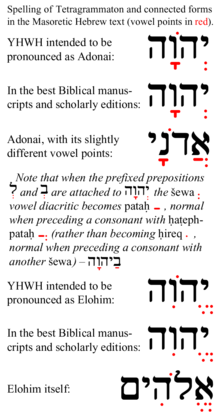 Spelling of Tetragrammaton and connected forms
in the Masoretic Hebrew text (vowel points in red).
YHWH intended to be
pronounced as Adonai:
יְהֹוָה
In the best Biblical manus-
cripts and scholarly editions:
יְהוָה
Adonai, with its slightly
different vowel points:
אֲדֹנָי
Note that when the prefixed prepositions
לְ and בְ are attached to יְהֹוָה the šewa ְ
vowel diacritic becomes pataḥ ַ , normal
when preceding a consonant with ḥaṭeph-
pataḥ ֲ (rather than becoming ḥireq ִ ,
normal when preceding a consonant with
another šewa) – בַיהוָה
YHWH intended to be
pronounced as Elohim:
יֱהֹוִה
In the best Biblical manus-
cripts and scholarly editions:
יֱהוִה
Elohim itself:
אֱלֹהִים